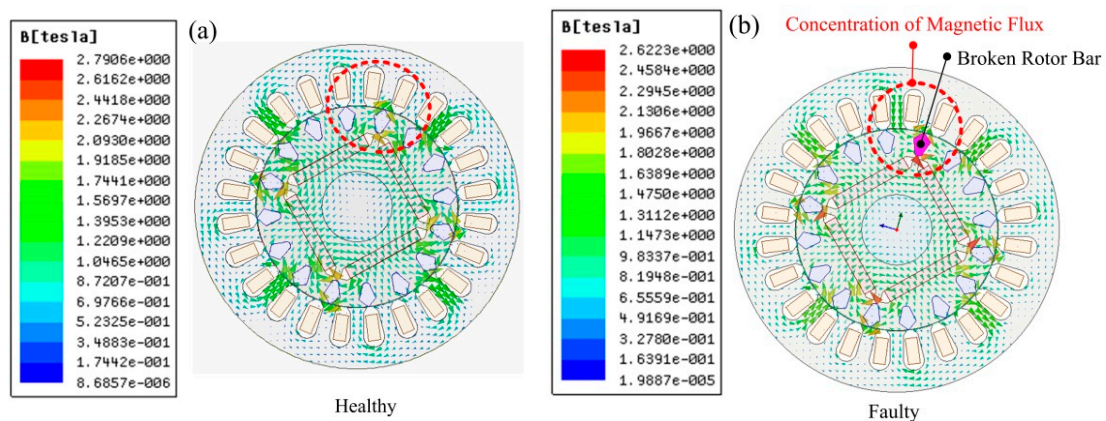 B[tesla]
2.7906e+000
2.6162e+000
2.4418e+000
2.2674e+000
2.0930e+000
1.9185e+000
1.7441e+000
1.5697e+000
1.3953e+000
1.2209e+000
1.0465e+000
8.7207e-001
6.9766e-001
5.2325e-001
3.4883e-001
1.7442e-001
8.6857e-006
(a)
Healthy
B[tesla]
2.6223e+000
2.4584e+000
2.2945e+000
2.1306e+000
1.9667e+000
1.8028e+000
1.6389e+000
1.4750e+000
1.3112e+000
1.1473e+000
9.8337e-001
8.1948e-001
6.5559e-001
4.9169e-001
3.2780e-001
1.6391e-001
1.9887e-005
(b)
Concentration of Magnetic Flux
Broken Rotor Bar
Faulty